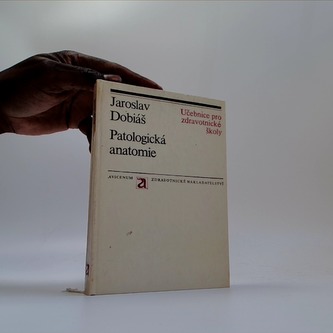 Jaroslav
Dobiáš
Patologická
anatomie
Učebnice pro
zdravotnické
školy
AVICENUM
a
ZDRAVOTNICKÉ NAKLADATELSTVÍ
a